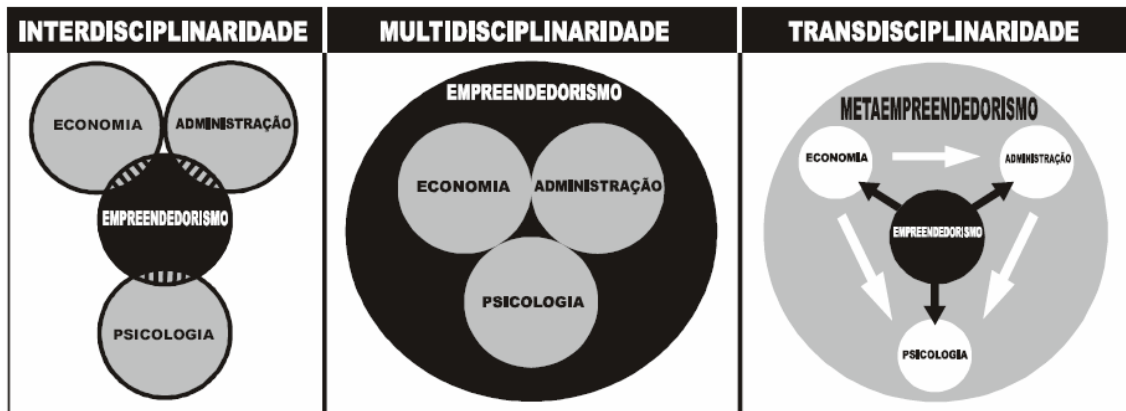 INTERDISCIPLINARIDADE
ECONOMIA
ADMINISTRAÇÃO
EMPREENDEDORISMO
PSICOLOGIA
MULTIDISCIPLINARIDADE
EMPREENDEDORISMO
ECONOMIA
ADMINISTRAÇÃO
PSICOLOGIA
TRANSDISCIPLINARIDADE
METAEMPREENDEDORISMO
ECONOMIA
ADMINISTRAÇÃO
EMPREENDEDORISMO
PSICOLOGIA